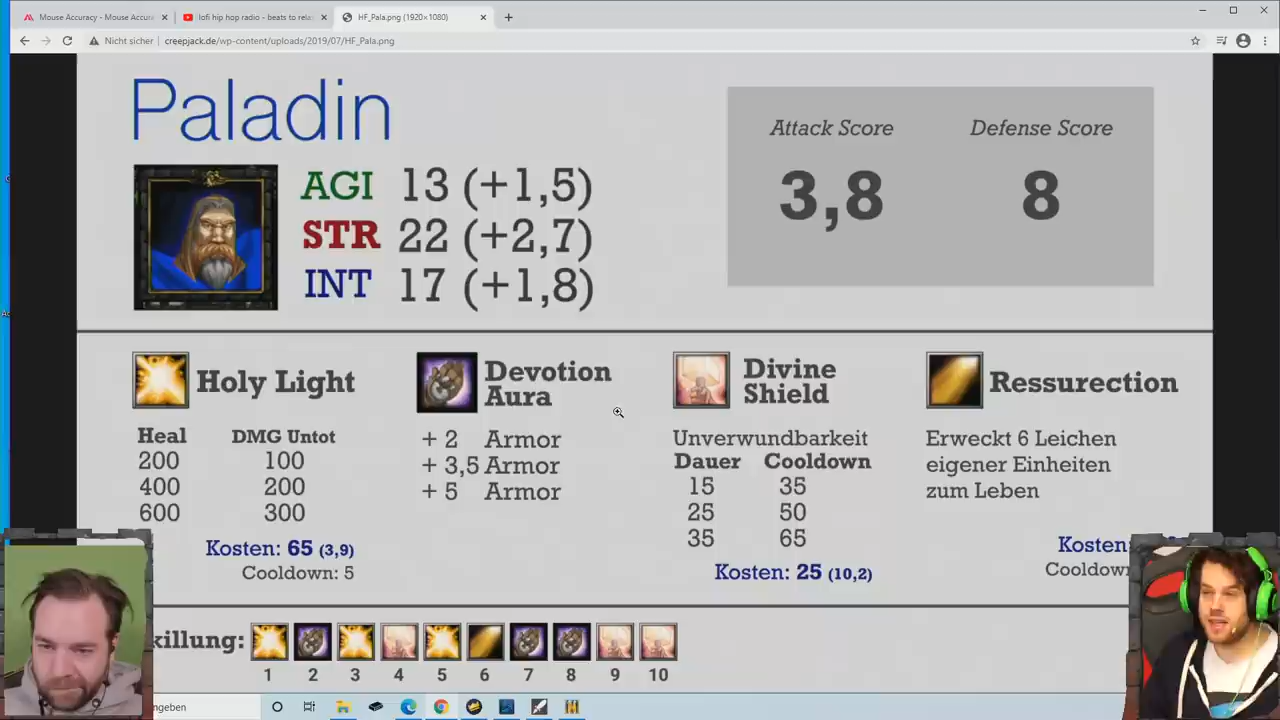 Mouse Accuracy - Mouse Accura
lofi hip hop radio - beats to rela
HF_Pala.png (1920×1080)
Nicht sicher
creepjack.de/wp-content/uploads/2019/07/HF_Pala.png
Paladin
AGI 13 (+1,5)
STR 22 (+2,7)
INT 17 (+1,8)
Attack Score
Defense Score
3,8
8
Holy Light
Heal DMG Untot
200 100
400 200
600 300
Kosten: 65 (3,9)
Cooldown: 5
Devotion
Aura
+ 2 Armor
+ 3,5 Armor
+ 5 Armor
Divine
Shield
Unverwundbarkeit
Dauer Cooldown
15 35
25 50
35 65
Kosten: 25 (10,2)
Ressurection
Erweckt 6 Leichen
eigener Einheiten
zum Leben
Kosten:
Cooldown
killung:
1 2 3 4 5 6 7 8 9 10
ngeben